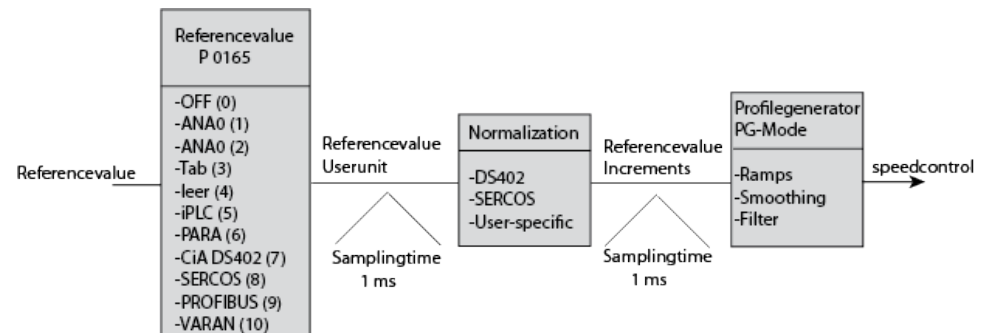 Referencevalue
P 0165
-OFF (0)
-ANA0 (1)
-ANA0 (2)
-Tab (3)
-leer (4)
-iPLC (5)
-PARA (6)
-CiA DS402 (7)
-SERCOS (8)
-PROFIBUS (9)
-VARAN (10)
Referencevalue
Referencevalue
Userunit
Samplingtime
1 ms
Normalization
-DS402
-SERCOS
-User-specific
Referencevalue
Increments
Samplingtime
1 ms
Profilegenerator
PG-Mode
-Ramps
-Smoothing
-Filter
speedcontrol